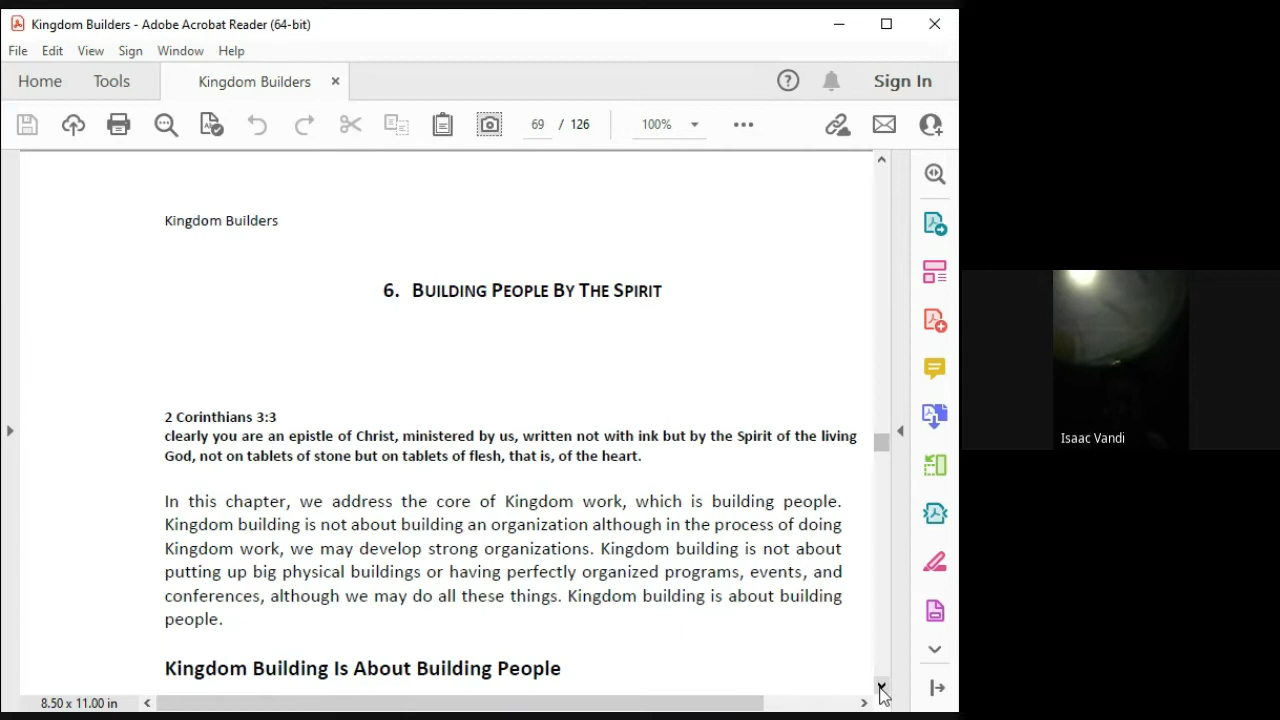 Kingdom Builders - Adobe Acrobat Reader (64-bit)
File Edit View Sign Window Help
Home Tools Kingdom Builders × Sign In
69 / 126 100%
Kingdom Builders
6. BUILDING PEOPLE BY THE SPIRIT
2 Corinthians 3:3
clearly you are an epistle of Christ, ministered by us, written not with ink but by the Spirit of the living
God, not on tablets of stone but on tablets of flesh, that is, of the heart.
In this chapter, we address the core of Kingdom work, which is building people.
Kingdom building is not about building an organization although in the process of doing
Kingdom work, we may develop strong organizations. Kingdom building is not about
putting up big physical buildings or having perfectly organized programs, events, and
conferences, although we may do all these things. Kingdom building is about building
people.
Kingdom Building Is About Building People
8.50 x 11.00 in
Isaac Vandi